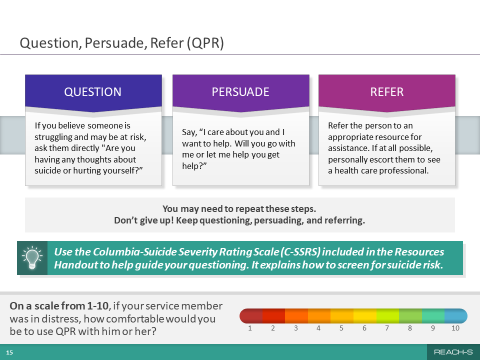 Question, Persuade, Refer (QPR)
QUESTION
If you believe someone is
struggling and may be at risk,
ask them directly "Are you
having any thoughts about
suicide or hurting yourself?"
PERSUADE
Say, "I care about you and I
want to help. Will you go with
me or let me help you get
help?"
REFER
Refer the person to an
appropriate resource for
assistance. If at all possible,
personally escort them to see
a health care professional.
You may need to repeat these steps.
Don't give up! Keep questioning, persuading, and referring.
Use the Columbia-Suicide Severity Rating Scale (C-SSRS) included in the Resources
Handout to help guide your questioning. It explains how to screen for suicide risk.
On a scale from 1-10, if your service member
was in distress, how comfortable would you
be to use QPR with him or her?
1 2 3 4 5 6 7 8 9 10
15
REACH-S